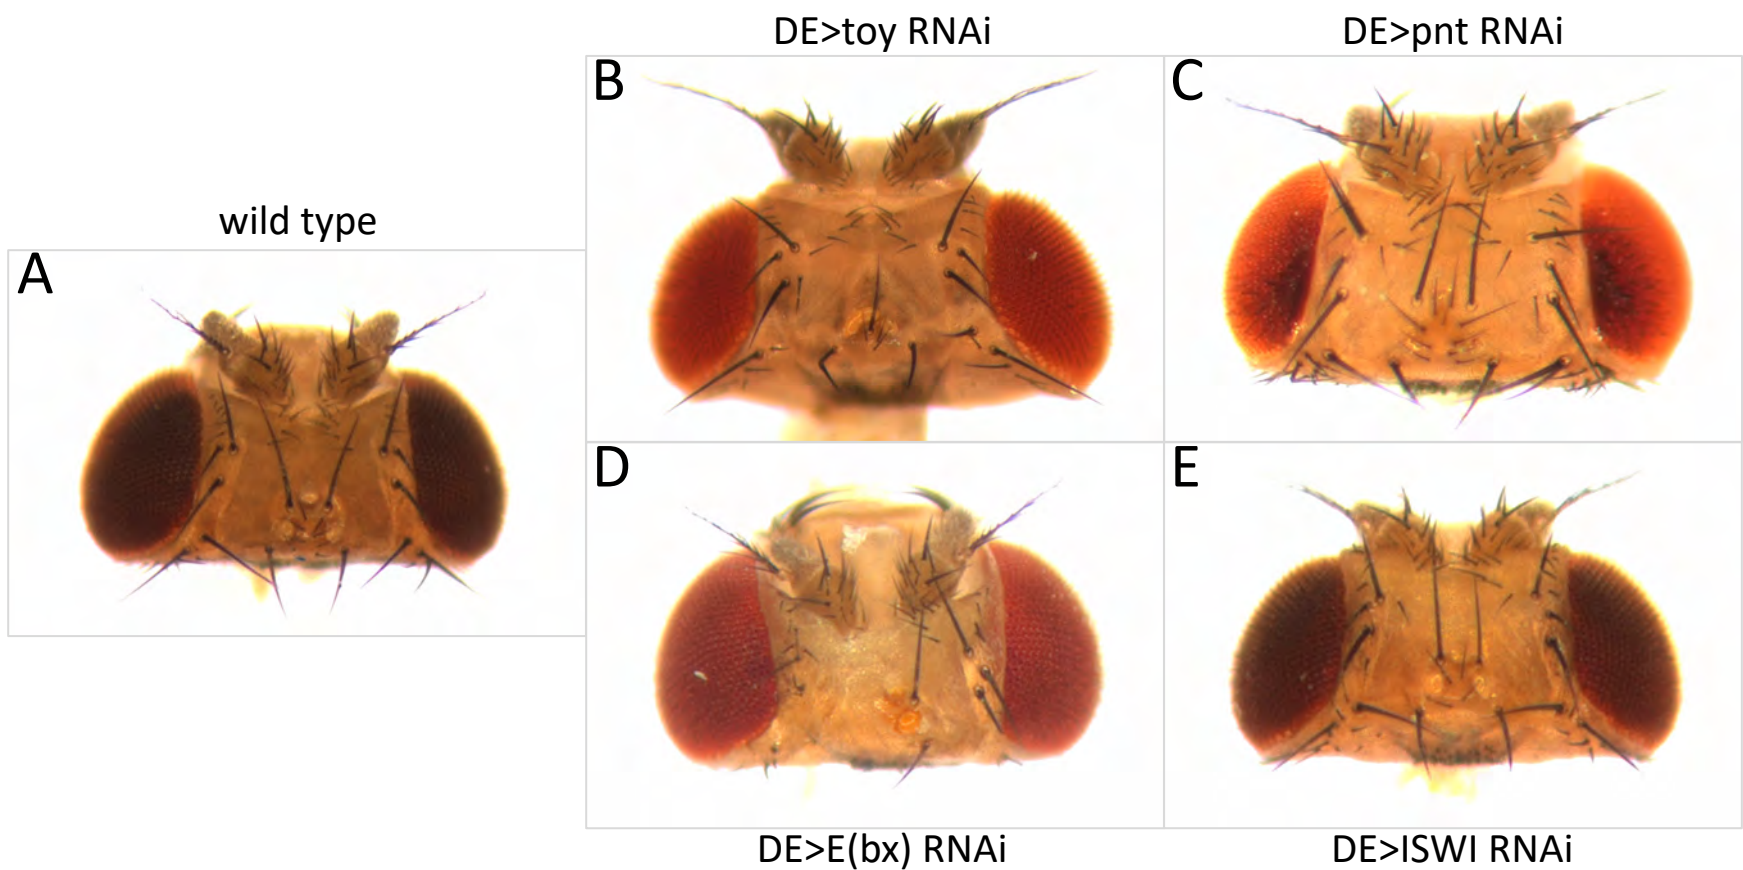 DE>toy RNAi
DE>pnt RNAi
B
C
wild type
A
D
E
DE>E(bx) RNAi
DE>ISWI RNAi